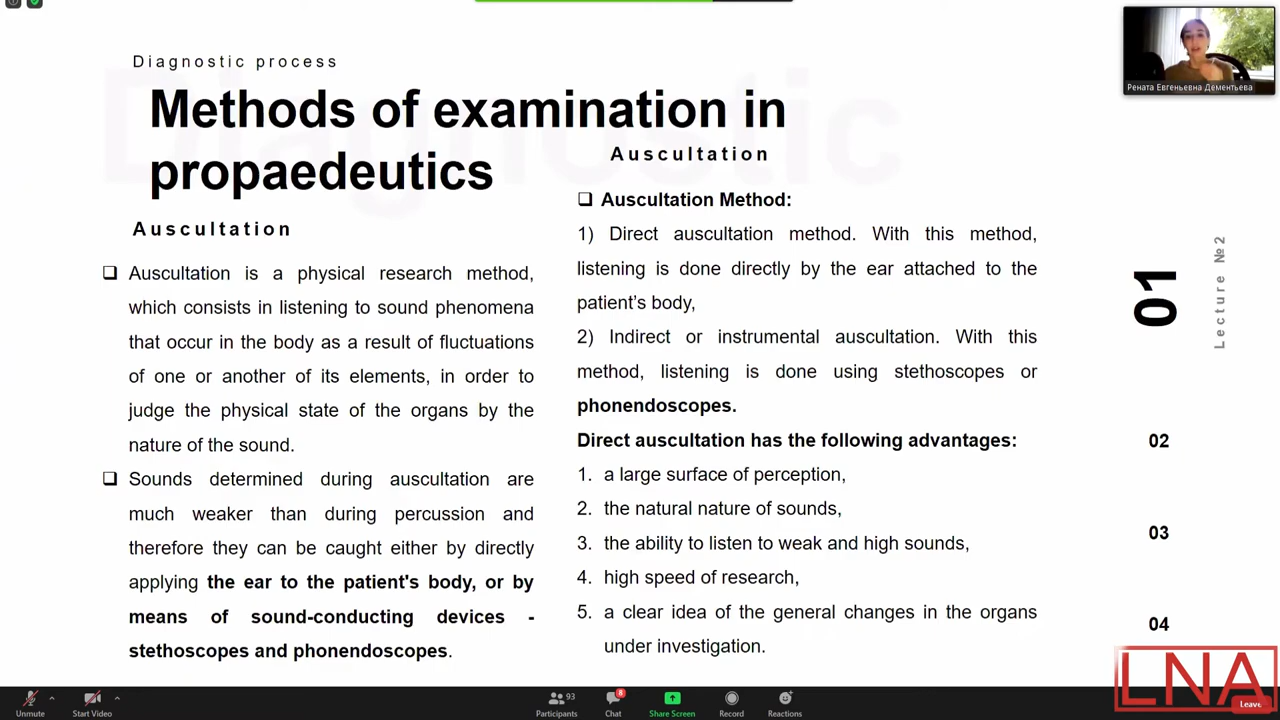 Diagnostic process
Methods of examination in
propaedeutics
Auscultation
❑ Auscultation is a physical research method,
which consists in listening to sound phenomena
that occur in the body as a result of fluctuations
of one or another of its elements, in order to
judge the physical state of the organs by the
nature of the sound.
❑ Sounds determined during auscultation are
much weaker than during percussion and
therefore they can be caught either by directly
applying the ear to the patient's body, or by
means of sound-conducting devices -
stethoscopes and phonendoscopes.
Auscultation
❑ Auscultation Method:
1) Direct auscultation method. With this method,
listening is done directly by the ear attached to the
patient’s body,
2) Indirect or instrumental auscultation. With this
method, listening is done using stethoscopes or
phonendoscopes.
Direct auscultation has the following advantages:
1. a large surface of perception,
2. the natural nature of sounds,
3. the ability to listen to weak and high sounds,
4. high speed of research,
5. a clear idea of the general changes in the organs
under investigation.
Diagnostic
Рената Евгеньевна Дементьева
01
Lecture №2
02
03
04
LNA
Unmute
Start Video
Participants
93
Chat
8
Share Screen
Record
Reactions
Leave